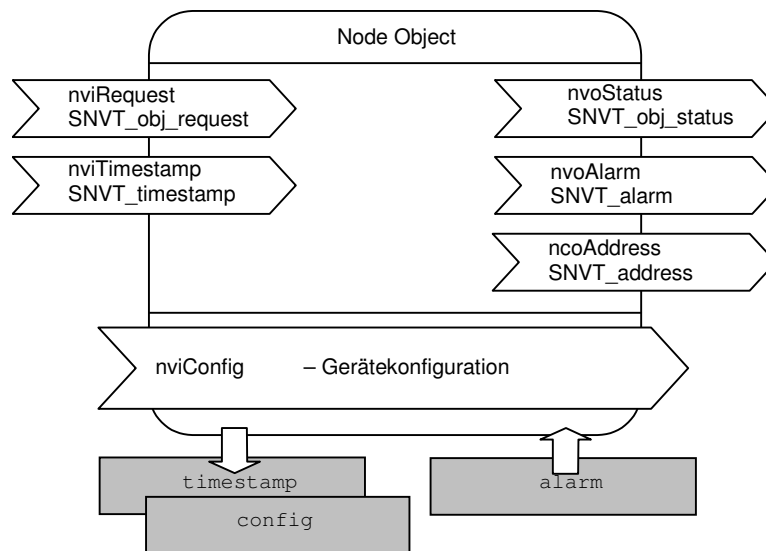 Node Object
nviRequest
SNVT_obj_request
nvoStatus
SNVT_obj_status
nviTimestamp
SNVT_timestamp
nvoAlarm
SNVT_alarm
ncoAddress
SNVT_address
nviConfig – Gerätekonfiguration
timestamp
alarm
config